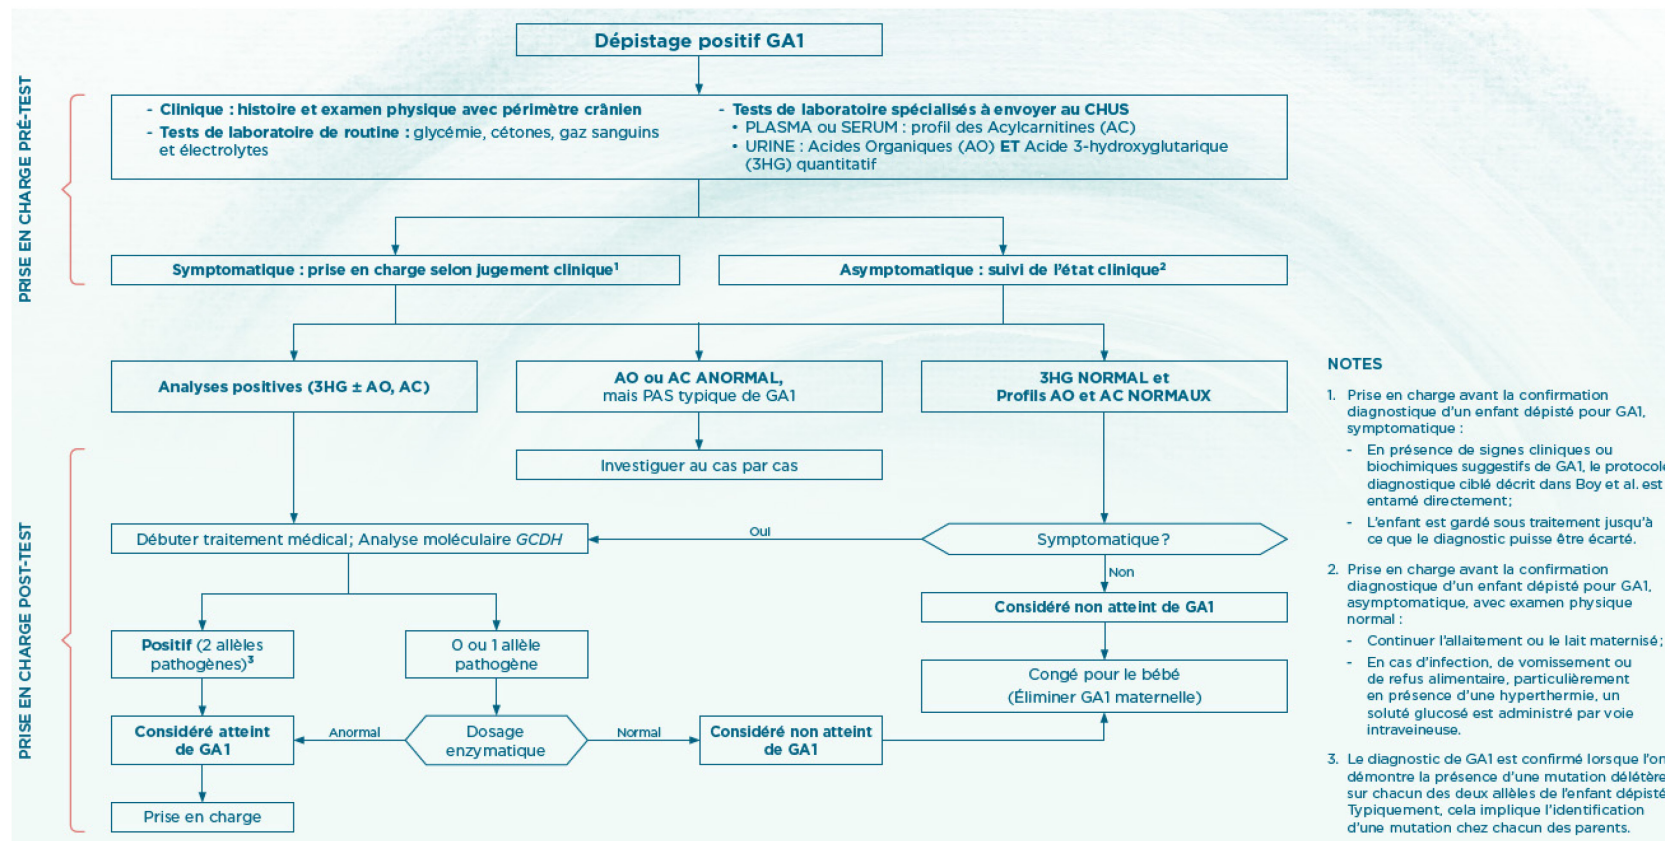 Dépistage positif GA1
PRISE EN CHARGE PRÉ-TEST
- Clinique : histoire et examen physique avec périmètre crânien
- Tests de laboratoire de routine : glycémie, cétones, gaz sanguins
et électrolytes
- Tests de laboratoire spécialisés à envoyer au CHUS
• PLASMA ou SERUM : profil des Acylcarnitines (AC)
• URINE : Acides Organiques (AO) ET Acide 3-hydroxyglutarique
(3HG) quantitatif
Symptomatique : prise en charge selon jugement clinique1
Asymptomatique : suivi de l'état clinique2
Analyses positives (3HG ± AO, AC)
AO ou AC ANORMAL,
mais PAS typique de GA1
3HG NORMAL et
Profils AO et AC NORMAUX
PRISE EN CHARGE POST-TEST
Investiguer au cas par cas
Débuter traitement médical; Analyse moléculaire GCDH
Oui
Symptomatique?
Non
Considéré non atteint de GA1
Positif (2 allèles
pathogènes)3
0 ou 1 allèle
pathogène
Congé pour le bébé
(Éliminer GA1 maternelle)
Considéré atteint
de GA1
Anormal
Dosage
enzymatique
Normal
Considéré non atteint
de GA1
Prise en charge
NOTES
1. Prise en charge avant la confirmation
diagnostique d'un enfant dépisté pour GA1,
symptomatique :
- En présence de signes cliniques ou
biochimiques suggestifs de GA1, le protocole
diagnostique ciblé décrit dans Boy et al. est
entamé directement;
- L'enfant est gardé sous traitement jusqu'à
ce que le diagnostic puisse être écarté.
2. Prise en charge avant la confirmation
diagnostique d'un enfant dépisté pour GA1,
asymptomatique, avec examen physique
normal :
- Continuer l'allaitement ou le lait maternisé;
- En cas d'infection, de vomissement ou
de refus alimentaire, particulièrement
en présence d'une hyperthermie, un
soluté glucosé est administré par voie
intraveineuse.
3. Le diagnostic de GA1 est confirmé lorsque l'on
démontre la présence d'une mutation délétère
sur chacun des deux allèles de l'enfant dépisté
Typiquement, cela implique l'identification
d'une mutation chez chacun des parents.